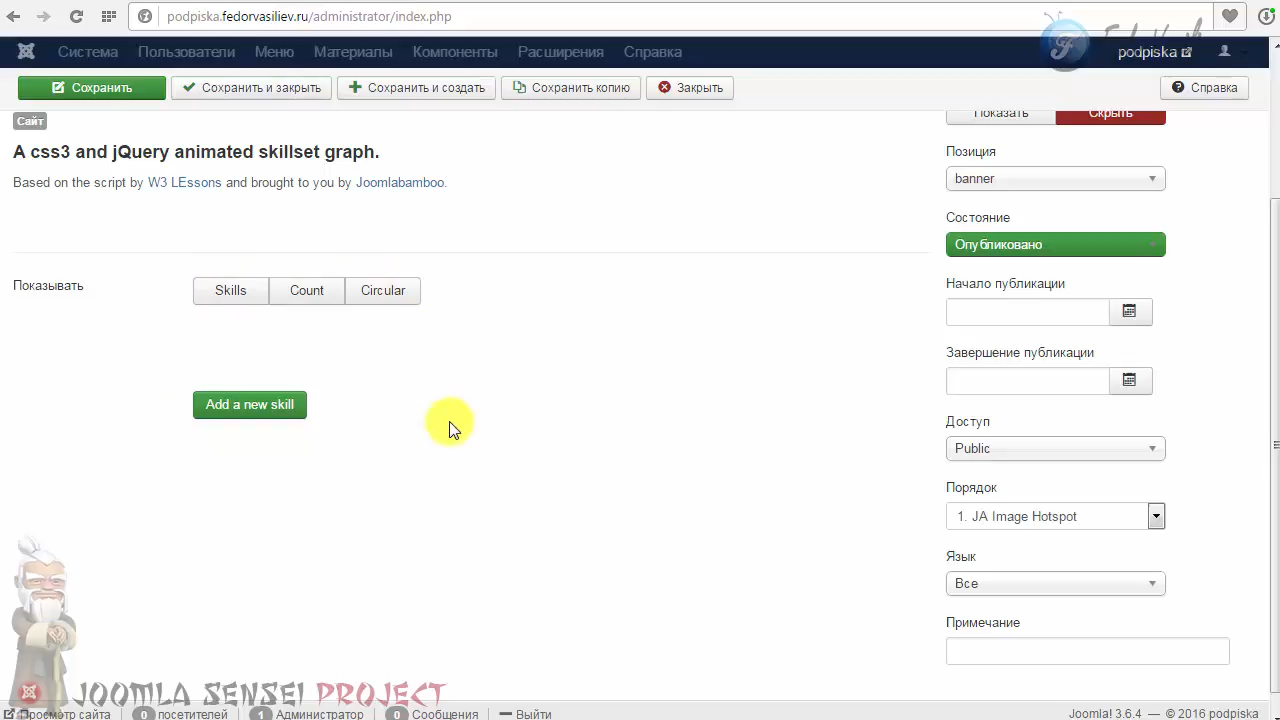 podpiska.fedorvasiliev.ru/administrator/index.php
Система Пользователи Меню Материалы Компоненты Расширения Справка podpiska
Сохранить Сохранить и закрыть Сохранить и создать Сохранить копию Закрыть Справка
Сайт
Показать Скрыть
A css3 and jQuery animated skillset graph.
Позиция
Based on the script by W3 LEssons and brought to you by Joomlabamboo.
banner
Состояние
Опубликовано
Показывать
Skills Count Circular
Начало публикации
Завершение публикации
Add a new skill
Доступ
Public
Порядок
1. JA Image Hotspot
Язык
Все
Примечание
JOOMLA SENSEI PROJECT
Просмотр сайта 0 посетителей 1 Администратор 0 Сообщения Выйти
Joomla! 3.6.4 — © 2016 podpiska